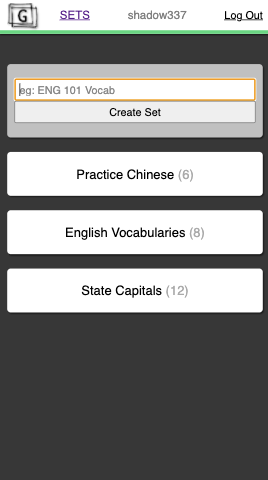 G SETS shadow337 Log Out
eg: ENG 101 Vocab
Create Set
Practice Chinese (6)
English Vocabularies (8)
State Capitals (12)